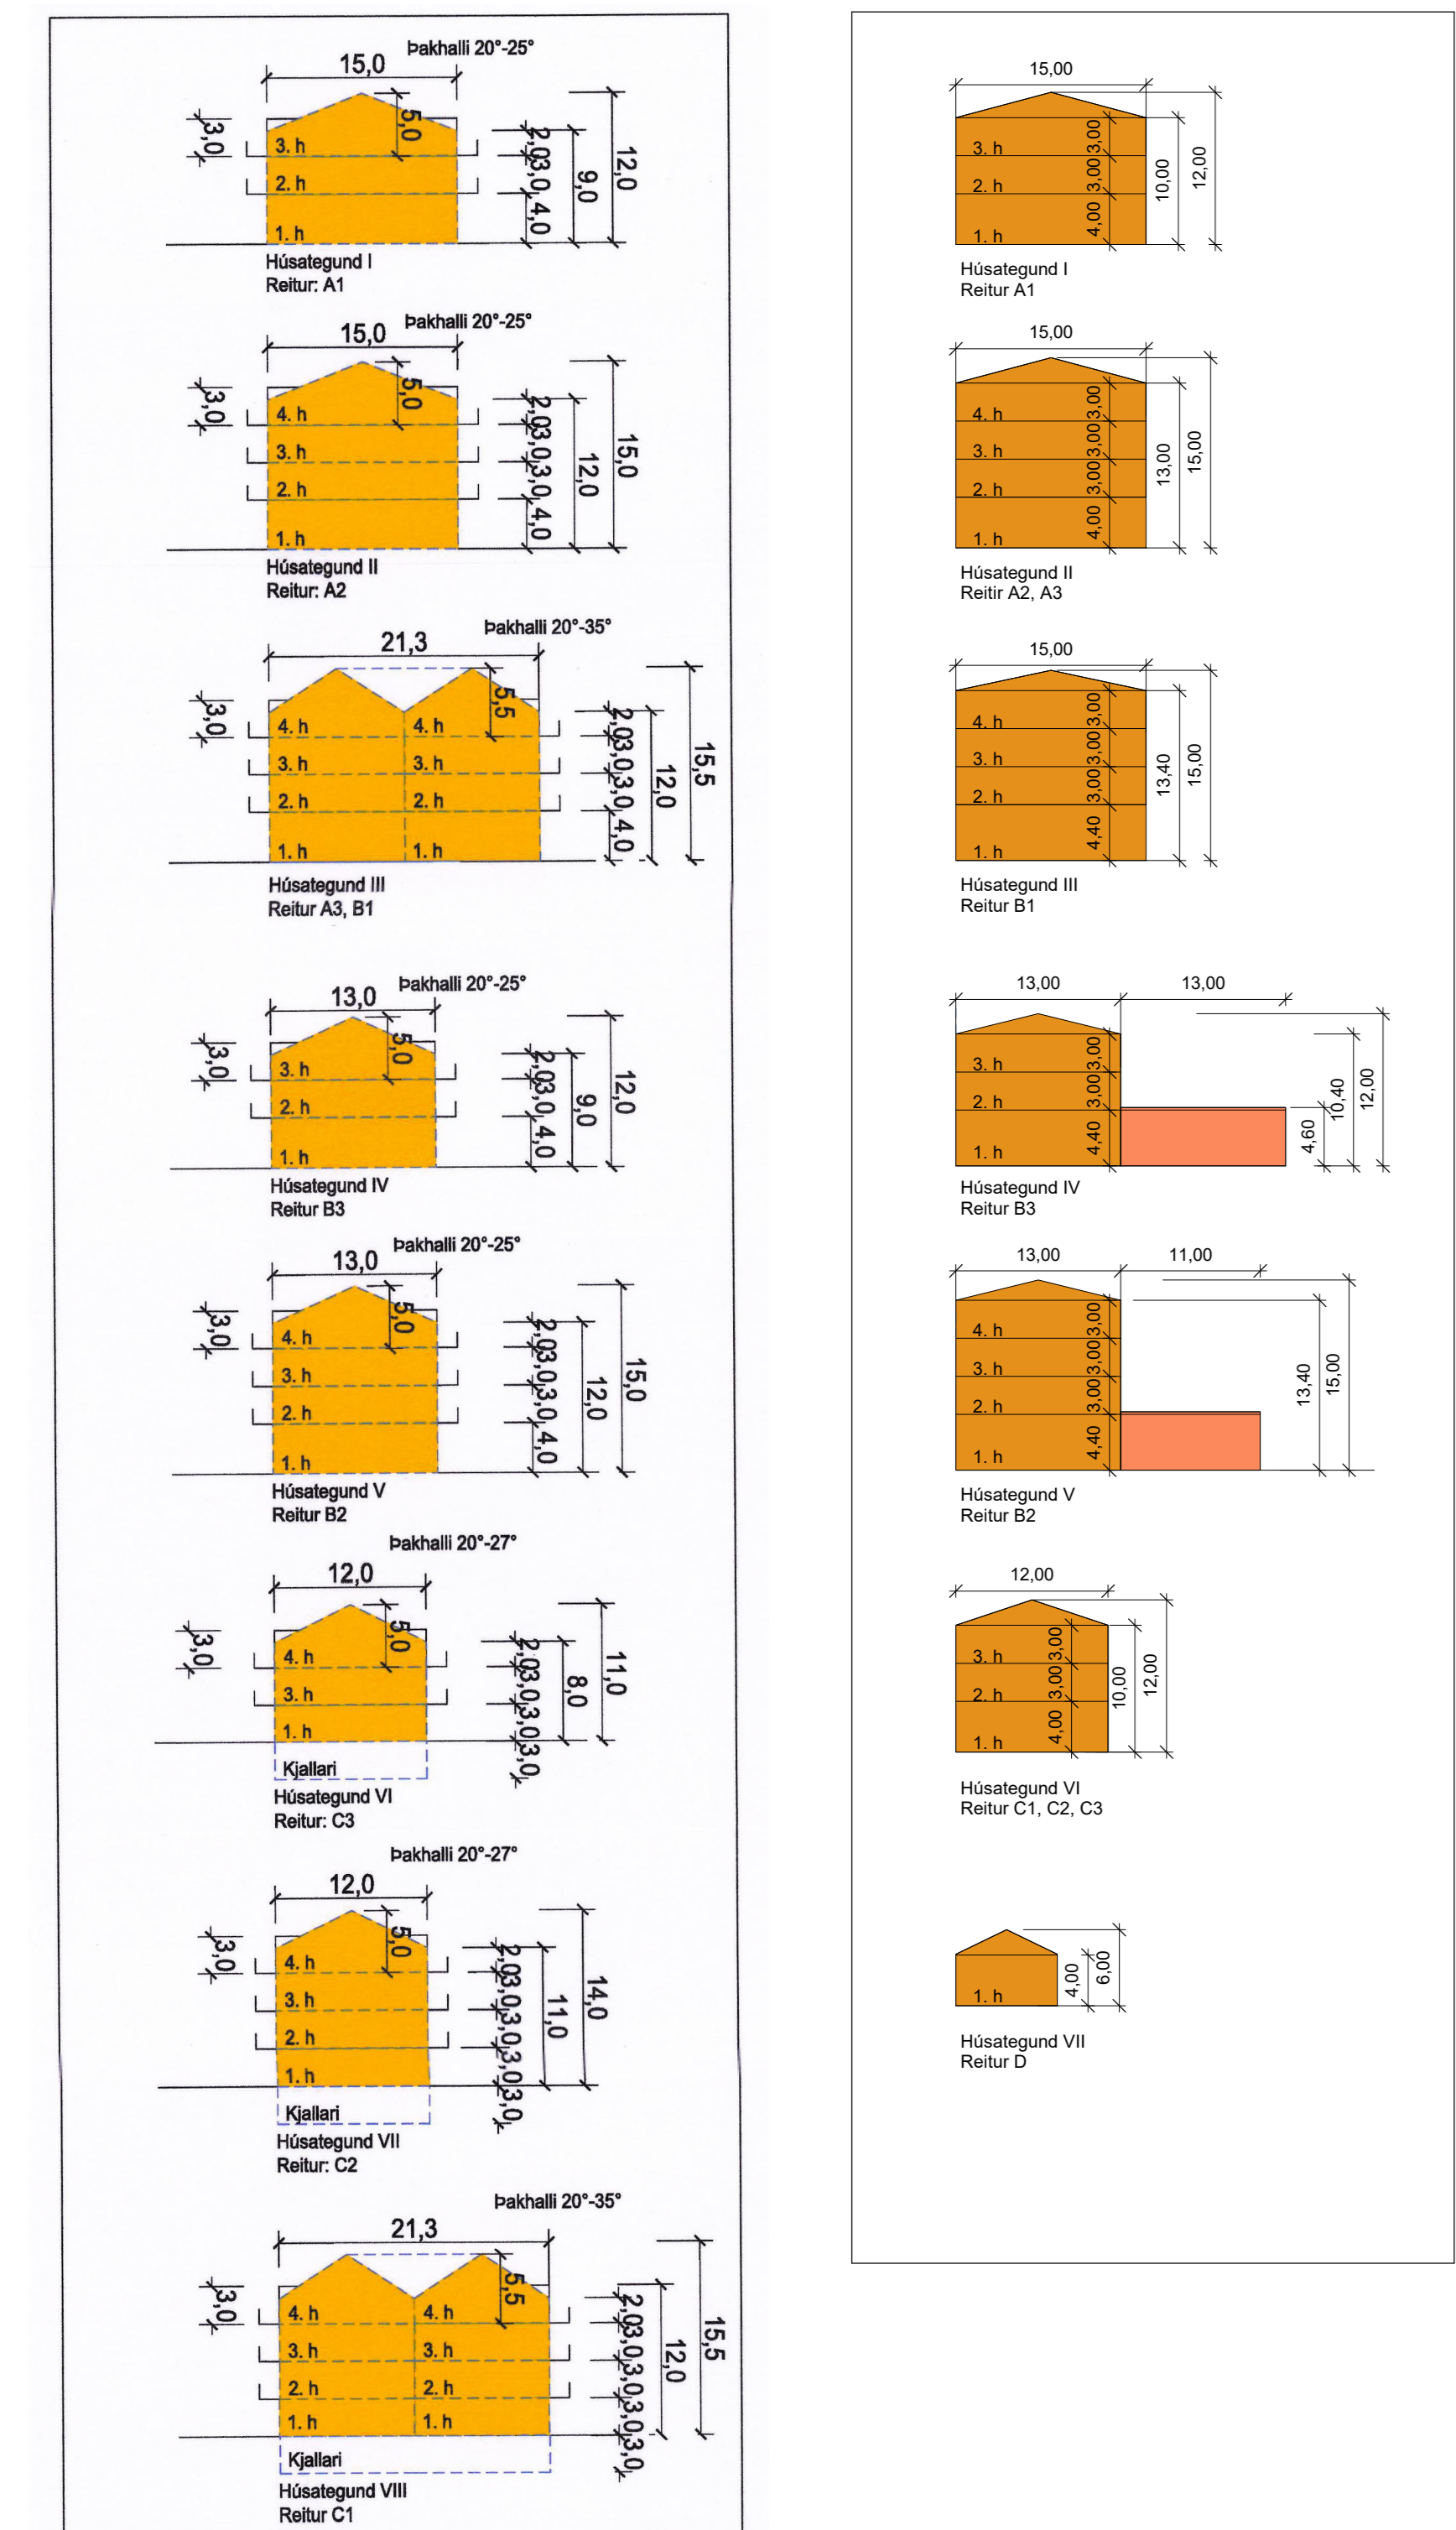 Þakhalli 20°-25°
15,0
3,0
5,0
2,0
3,0
4,0
9,0
12,0
3. h
2. h
1. h
Húsategund I
Reitur: A1
Þakhalli 20°-25°
15,0
3,0
5,0
2,0
3,0
3,0
4,0
12,0
15,0
4. h
3. h
2. h
1. h
Húsategund II
Reitur: A2
Þakhalli 20°-35°
21,3
3,0
5,5
2,0
3,0
3,0
4,0
12,0
15,5
4. h 4. h
3. h 3. h
2. h 2. h
1. h 1. h
Húsategund III
Reitur A3, B1
Þakhalli 20°-25°
13,0
3,0
5,0
2,0
3,0
4,0
9,0
12,0
3. h
2. h
1. h
Húsategund IV
Reitur B3
Þakhalli 20°-25°
13,0
3,0
5,0
2,0
3,0
3,0
4,0
12,0
15,0
4. h
3. h
2. h
1. h
Húsategund V
Reitur B2
Þakhalli 20°-27°
12,0
3,0
5,0
2,0
3,0
3,0
3,0
8,0
11,0
4. h
3. h
1. h
Kjallari
Húsategund VI
Reitur: C3
Þakhalli 20°-27°
12,0
3,0
5,0
2,0
3,0
3,0
3,0
3,0
11,0
14,0
4. h
3. h
2. h
1. h
Kjallari
Húsategund VII
Reitur: C2
Þakhalli 20°-35°
21,3
3,0
5,5
2,0
3,0
3,0
3,0
3,0
12,0
15,5
4. h 4. h
3. h 3. h
2. h 2. h
1. h 1. h
Kjallari
Húsategund VIII
Reitur C1
15,00
3. h
2. h
1. h
3,00
3,00
4,00
10,00
12,00
Húsategund I
Reitur A1
15,00
4. h
3. h
2. h
1. h
3,00
3,00
3,00
4,00
13,00
15,00
Húsategund II
Reitir A2, A3
15,00
4. h
3. h
2. h
1. h
3,00
3,00
3,00
4,40
13,40
15,00
Húsategund III
Reitur B1
13,00 13,00
3. h
2. h
1. h
3,00
3,00
4,40
4,60
10,40
12,00
Húsategund IV
Reitur B3
13,00 11,00
4. h
3. h
2. h
1. h
3,00
3,00
3,00
4,40
13,40
15,00
Húsategund V
Reitur B2
12,00
3. h
2. h
1. h
3,00
3,00
4,00
10,00
12,00
Húsategund VI
Reitur C1, C2, C3
1. h
4,00
6,00
Húsategund VII
Reitur D